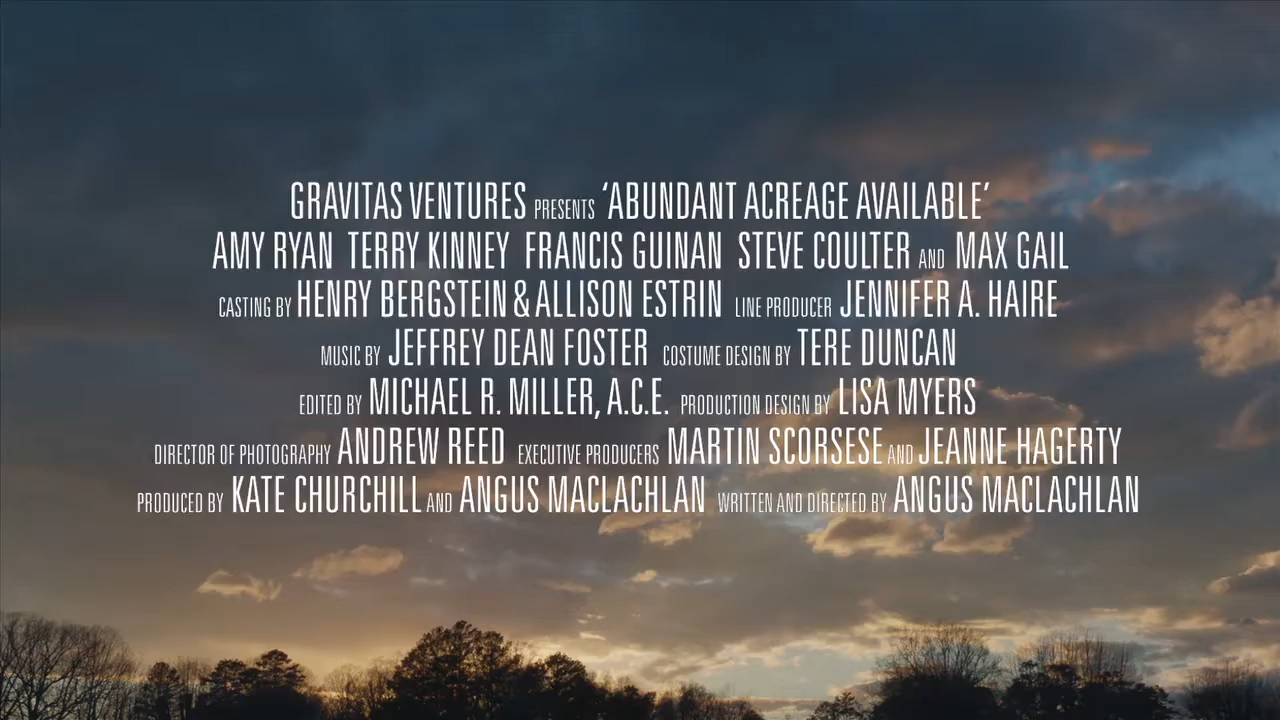 GRAVITAS VENTURES PRESENTS ‘ABUNDANT ACREAGE AVAILABLE’
AMY RYAN TERRY KINNEY FRANCIS GUINAN STEVE COULTER AND MAX GAIL
CASTING BY HENRY BERGSTEIN & ALLISON ESTRIN LINE PRODUCER JENNIFER A. HAIRE
MUSIC BY JEFFREY DEAN FOSTER COSTUME DESIGN BY TERE DUNCAN
EDITED BY MICHAEL R. MILLER, A.C.E. PRODUCTION DESIGN BY LISA MYERS
DIRECTOR OF PHOTOGRAPHY ANDREW REED EXECUTIVE PRODUCERS MARTIN SCORSESE AND JEANNE HAGERTY
PRODUCED BY KATE CHURCHILL AND ANGUS MACLACHLAN WRITTEN AND DIRECTED BY ANGUS MACLACHLAN